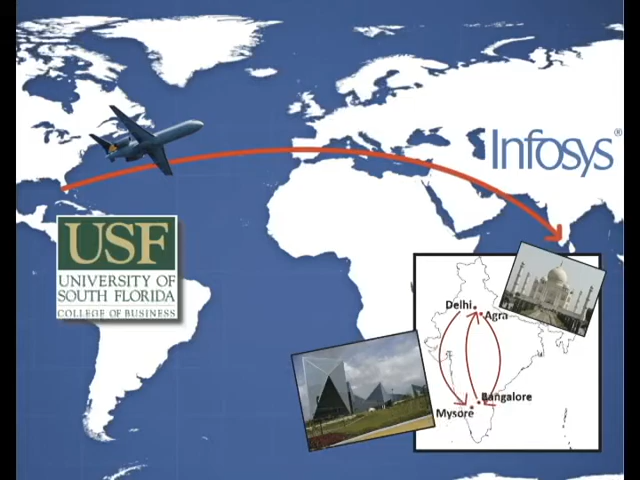 Infosys®
USF
UNIVERSITY OF
SOUTH FLORIDA
COLLEGE OF BUSINESS
Delhi
Agra
Bangalore
Mysore